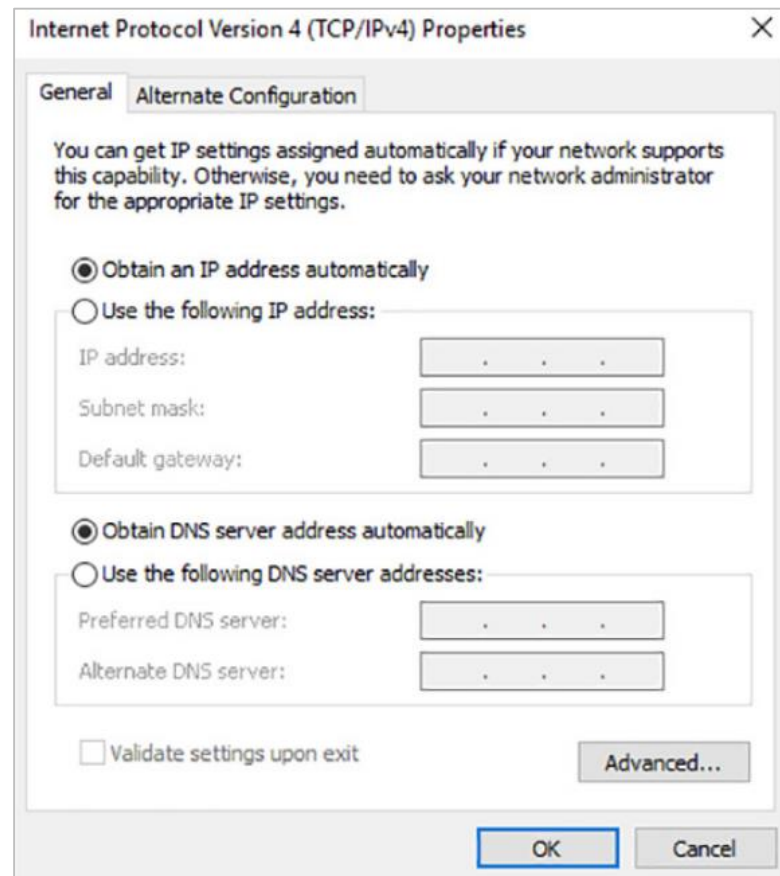 Internet Protocol Version 4 (TCP/IPv4) Properties
General
Alternate Configuration
You can get IP settings assigned automatically if your network supports
this capability. Otherwise, you need to ask your network administrator
for the appropriate IP settings.
Obtain an IP address automatically
Use the following IP address:
IP address:
Subnet mask:
Default gateway:
Obtain DNS server address automatically
Use the following DNS server addresses:
Preferred DNS server:
Alternate DNS server:
Validate settings upon exit
Advanced...
OK
Cancel